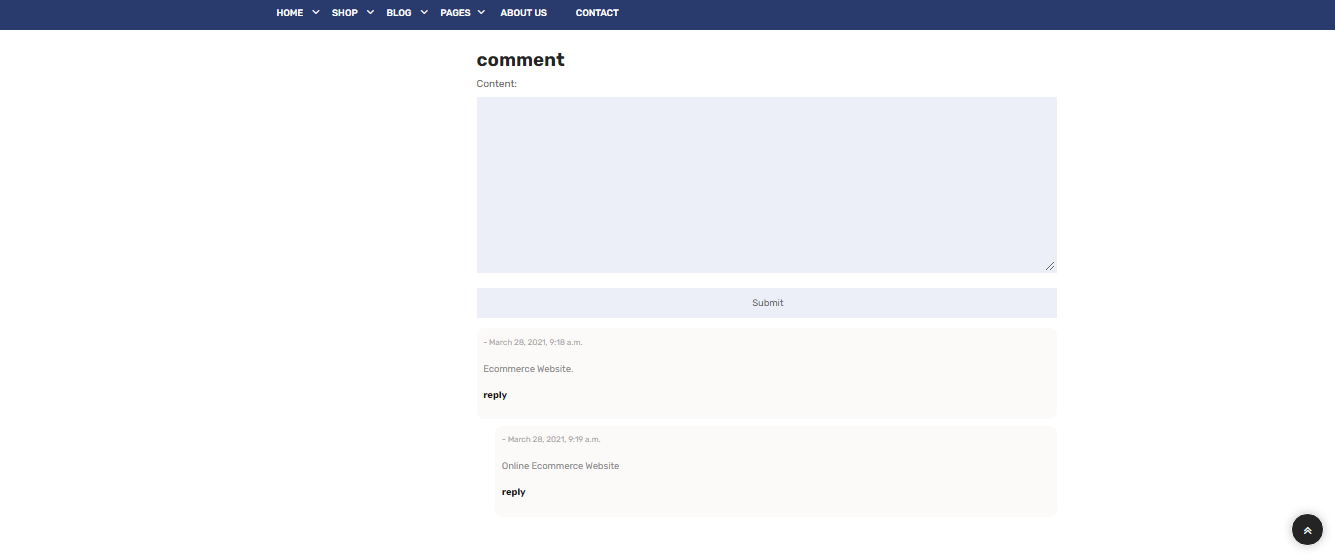 HOME SHOP BLOG PAGES ABOUT US CONTACT
comment
Content:
Submit
- March 28, 2021, 9:18 a.m.
Ecommerce Website.
reply
- March 28, 2021, 9:19 a.m.
Online Ecommerce Website
reply